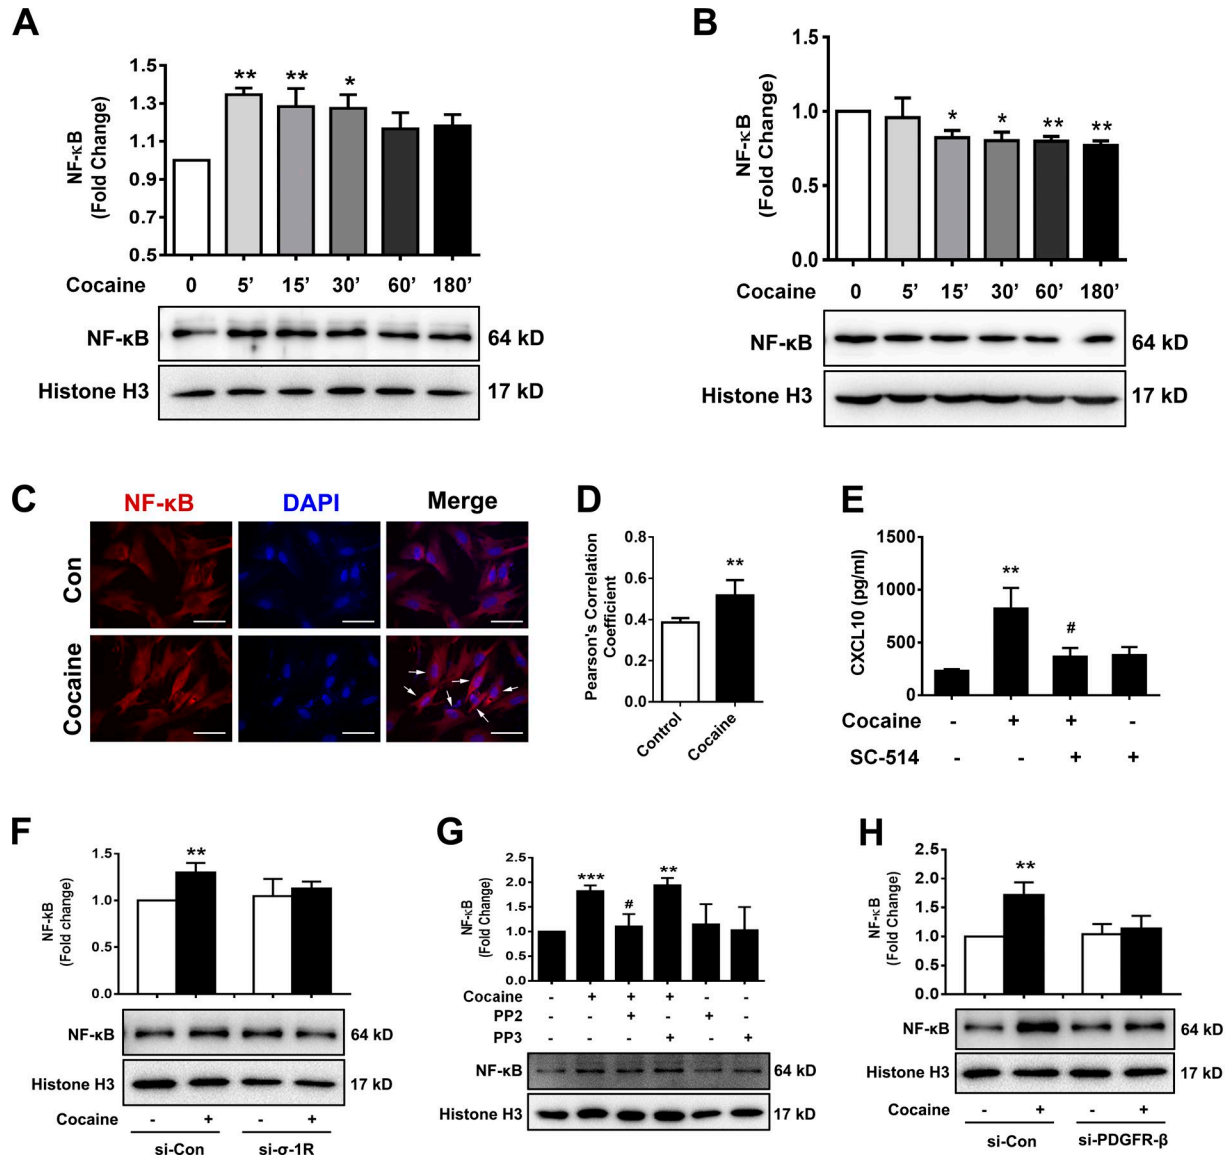 A
NF-κB
(Fold Change)
1.5
1.3
1.1
0.9
0.7
0.5
** ** *
Cocaine 0 5’ 15’ 30’ 60’ 180’
NF-κB 64 kD
Histone H3 17 kD
B
NF-κB
(Fold Change)
1.5
1.0
0.5
0.0
* * ** **
Cocaine 0 5’ 15’ 30’ 60’ 180’
NF-κB 64 kD
Histone H3 17 kD
C
NF-κB DAPI Merge
Con
Cocaine
D
Pearson's Correlation
Coefficient
0.8
0.6
0.4
0.2
0.0
**
Control Cocaine
E
CXCL10 (pg/ml)
1500
1000
500
0
** #
Cocaine - + + -
SC-514 - - + +
F
NF-kB
(Fold change)
1.5
1.0
0.5
0.0
**
NF-κB 64 kD
Histone H3 17 kD
Cocaine - + - +
si-Con si-σ-1R
G
NF-κB
(Fold Change)
2.5
2.0
1.5
1.0
0.5
0.0
*** # **
Cocaine - + + + - -
PP2 - - + - + -
PP3 - - - + - +
NF-κB 64 kD
Histone H3 17 kD
H
NF-κB
(Fold Change)
2.5
2.0
1.5
1.0
0.5
0.0
**
NF-κB 64 kD
Histone H3 17 kD
Cocaine - + - +
si-Con si-PDGFR-β